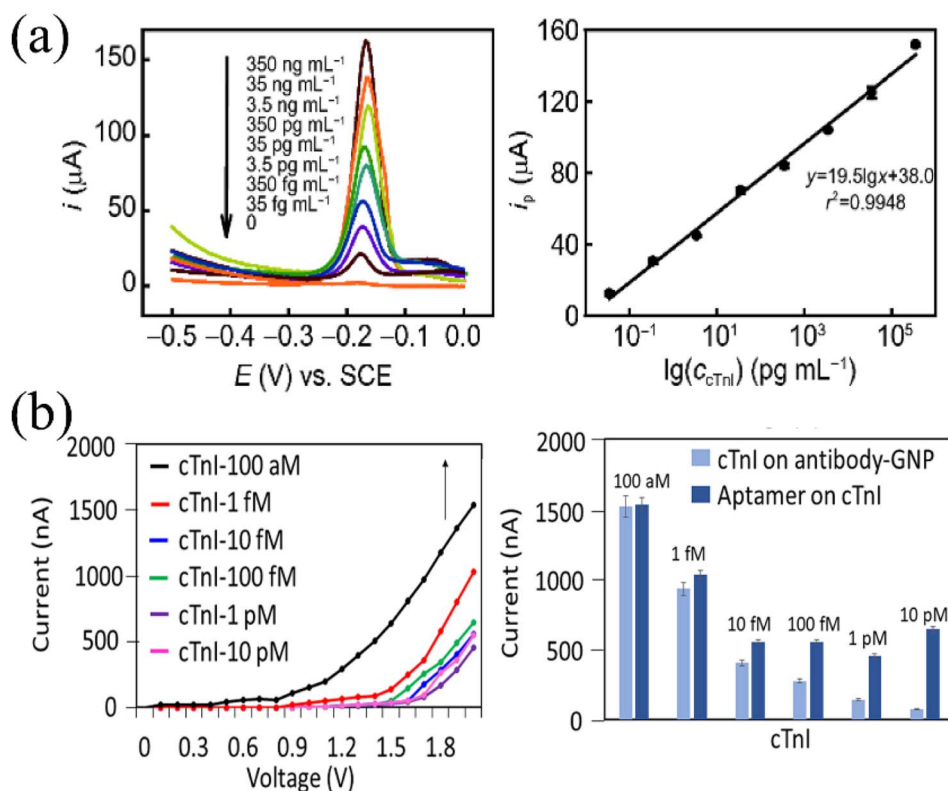 (a)
150
100
50
0
i (μA)
350 ng mL⁻¹
35 ng mL⁻¹
3.5 ng mL⁻¹
350 pg mL⁻¹
35 pg mL⁻¹
3.5 pg mL⁻¹
350 fg mL⁻¹
35 fg mL⁻¹
0
−0.5 −0.4 −0.3 −0.2 −0.1 0.0
E (V) vs. SCE
160
120
80
40
0
iₚ (μA)
y=19.5lgx+38.0
r²=0.9948
10⁻¹ 10¹ 10³ 10⁵
lg(c_cTnI) (pg mL⁻¹)
(b)
2000
1500
1000
500
0
Current (nA)
cTnI-100 aM
cTnI-1 fM
cTnI-10 fM
cTnI-100 fM
cTnI-1 pM
cTnI-10 pM
0 0.3 0.6 0.9 1.2 1.5 1.8
Voltage (V)
2000
1500
1000
500
0
Current (nA)
cTnI on antibody-GNP
Aptamer on cTnI
100 aM
1 fM
10 fM
100 fM
1 pM
10 pM
cTnI